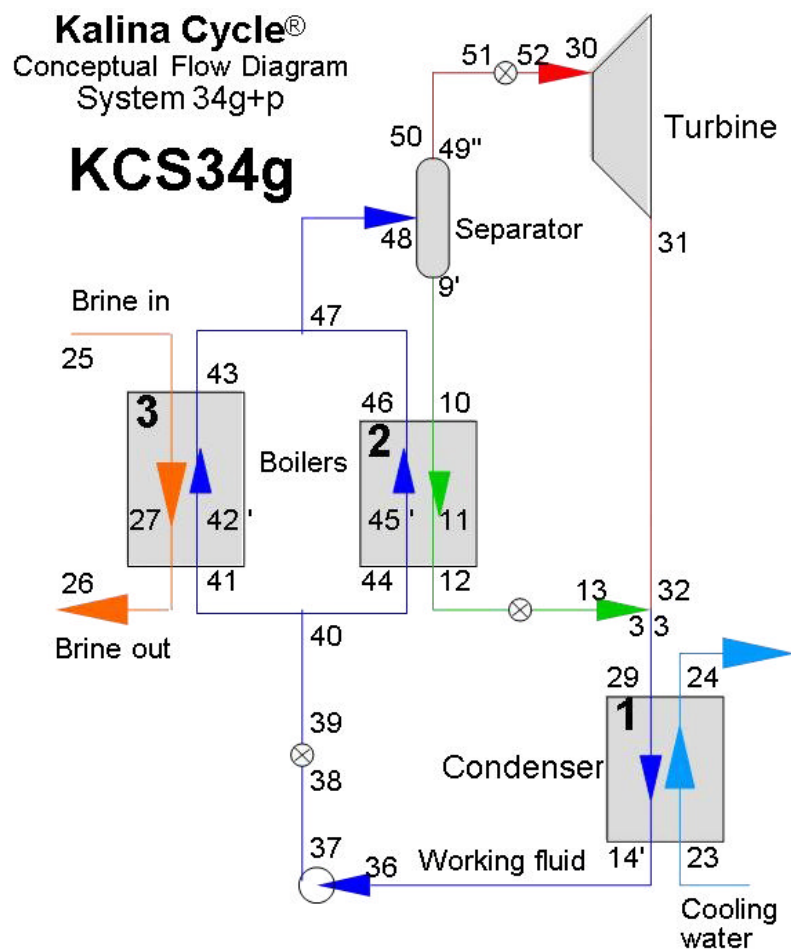 Kalina Cycle®
Conceptual Flow Diagram
System 34g+p
KCS34g
51 52 30
Turbine
50 49"
48 Separator
31
9'
Brine in
25
47
43
46 10
3
2
Boilers
27 42 '
45 ' 11
41
44 12
26
Brine out
40
13 32
3 3
29 24
1
39
38
Condenser
37 36 Working fluid
14' 23
Cooling
water